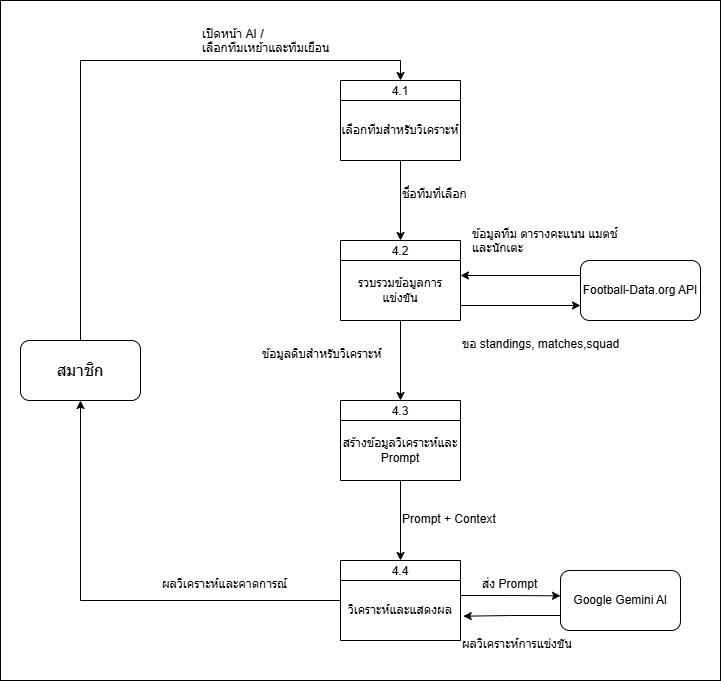 เปิดหน้า AI /
เลือกทีมเหย้าและทีมเยือน
4.1
เลือกทีมสำหรับวิเคราะห์
ชื่อทีมที่เลือก
ข้อมูลทีม ตารางคะแนน แมตช์
และนักเตะ
4.2
รวบรวมข้อมูลการ
แข่งขัน
Football-Data.org API
ขอ standings, matches,squad
ข้อมูลดิบสำหรับวิเคราะห์
สมาชิก
4.3
สร้างข้อมูลวิเคราะห์และ
Prompt
Prompt + Context
4.4
วิเคราะห์และแสดงผล
ผลวิเคราะห์และคาดการณ์
ส่ง Prompt
Google Gemini AI
ผลวิเคราะห์การแข่งขัน